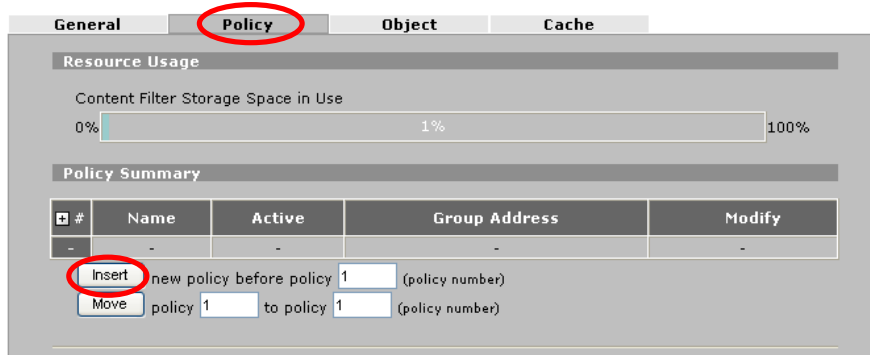 General Policy Object Cache
Resource Usage
Content Filter Storage Space in Use
0% 1% 100%
Policy Summary
# Name Active Group Address Modify
- - - - -
Insert new policy before policy 1 (policy number)
Move policy 1 to policy 1 (policy number)